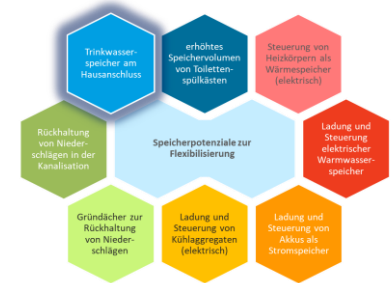 Trinkwasser-
speicher am
Hausanschluss
erhöhtes
Speichervolumen
von Toiletten-
spülkästen
Steuerung von
Heizkörpern als
Wärmespeicher
(elektrisch)
Rückhaltung
von Nieder-
schlägen in der
Kanalisation
Speicherpotenziale zur
Flexibilisierung
Ladung und
Steuerung
elektrischer
Warmwasser-
speicher
Gründächer zur
Rückhaltung
von Nieder-
schlägen
Ladung und
Steuerung von
Kühlaggregaten
(elektrisch)
Ladung und
Steuerung von
Akkus als
Stromspeicher